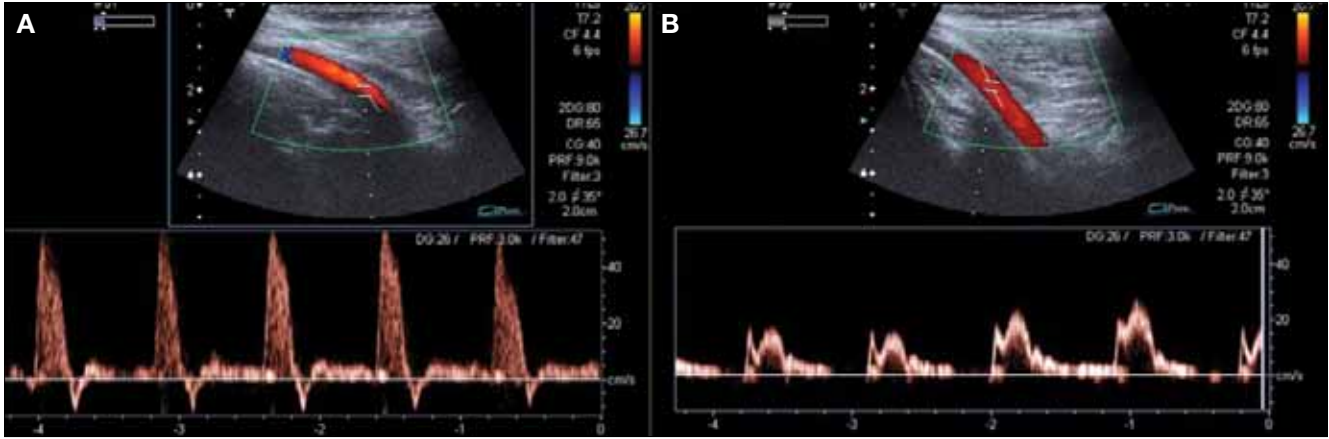 A
T7.2
CF 4.4
6 fps
2DG:80
DR:65
26.7
cm/s
CG:40
PRF:9.0k
Filter:3
35°
2.0cm
0
2
4
DG:26 / PRF:3.0k / Filter:47
40
20
cm/s
-4 -3 -2 -1 0
B
T7.2
CF 4.4
6 fps
2DG:80
DR:65
26.7
cm/s
CG:40
PRF:9.0k
Filter:3
35°
2.0cm
0
2
4
DG:26 / PRF:3.0k / Filter:47
40
20
cm/s
-4 -3 -2 -1 0